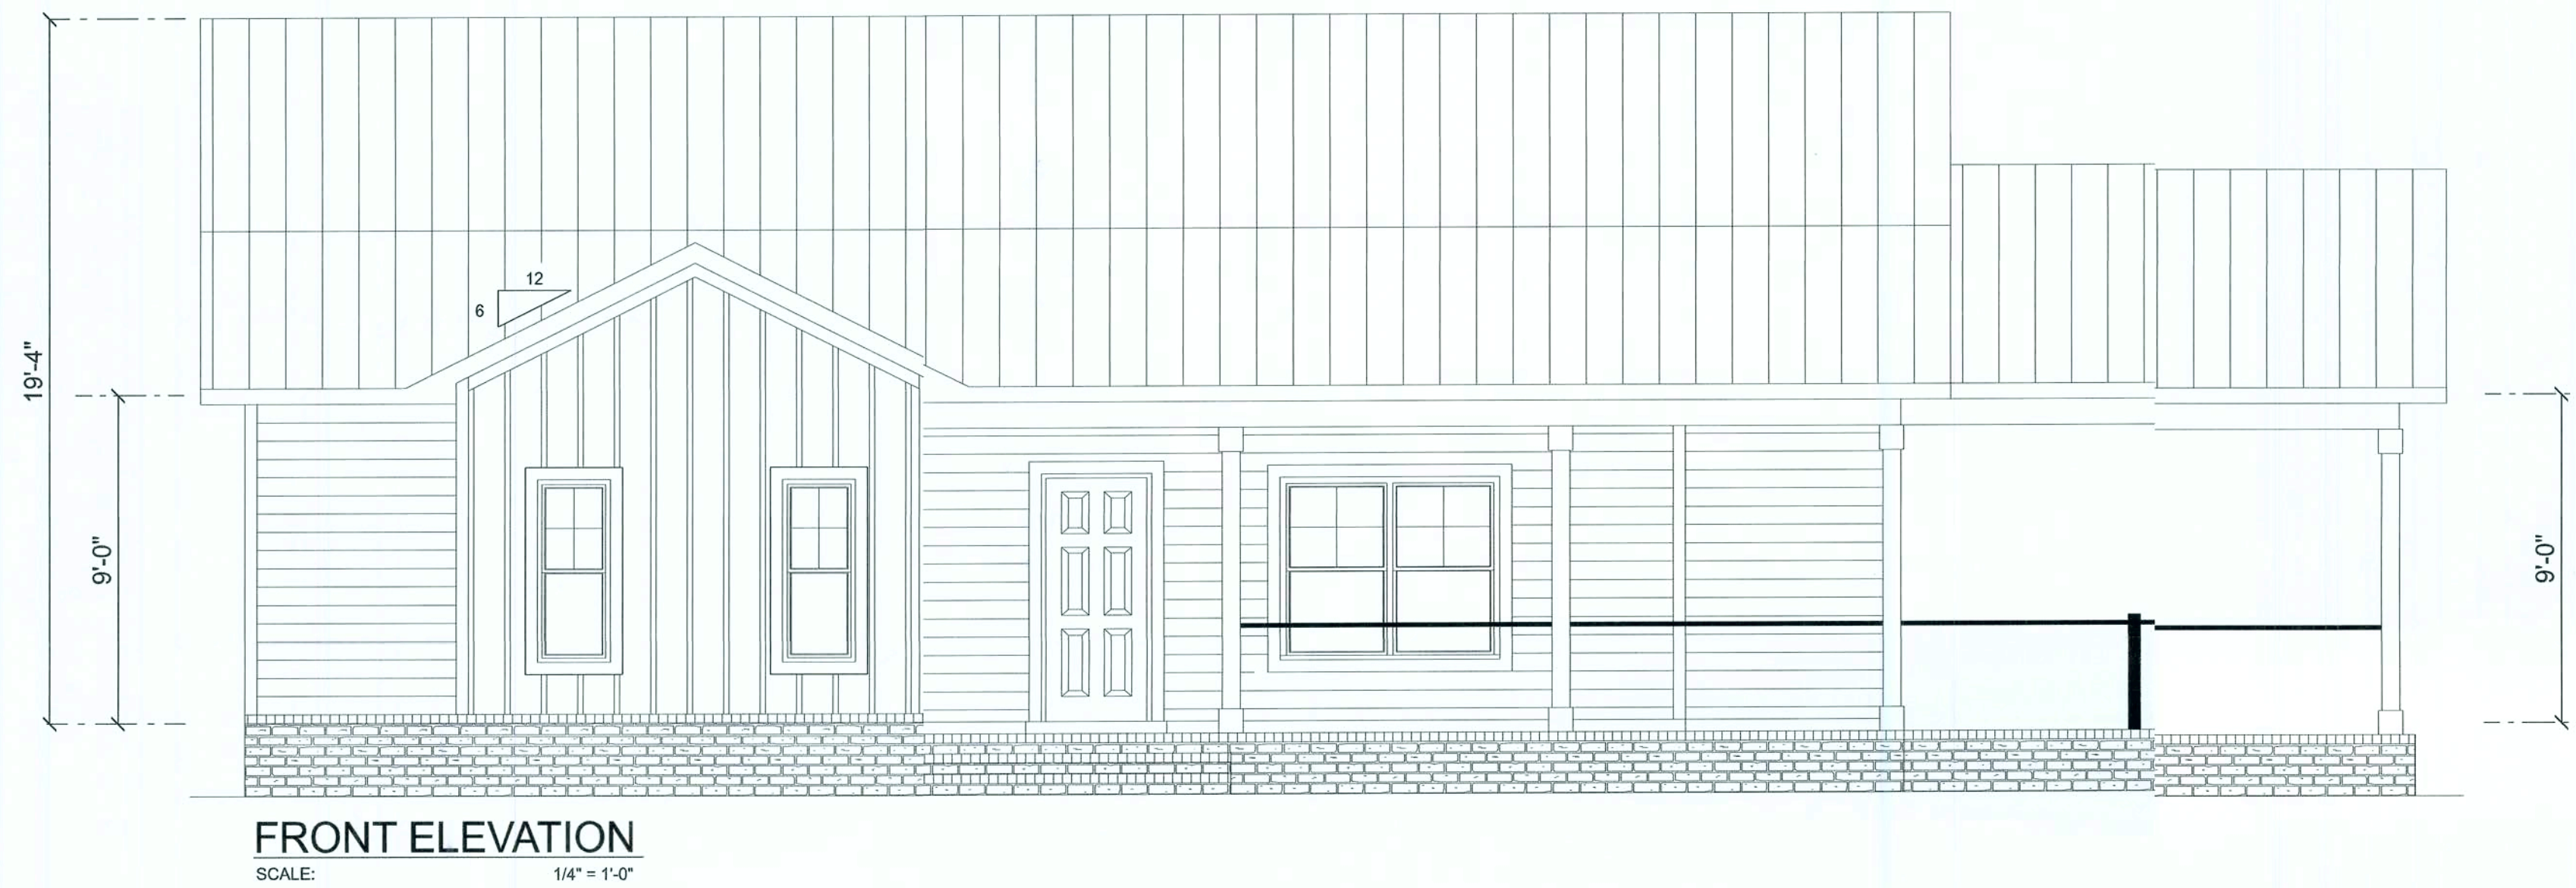 12
6
19'-4"
9'-0"
9'-0"
FRONT ELEVATION
SCALE: 1/4" = 1'-0"